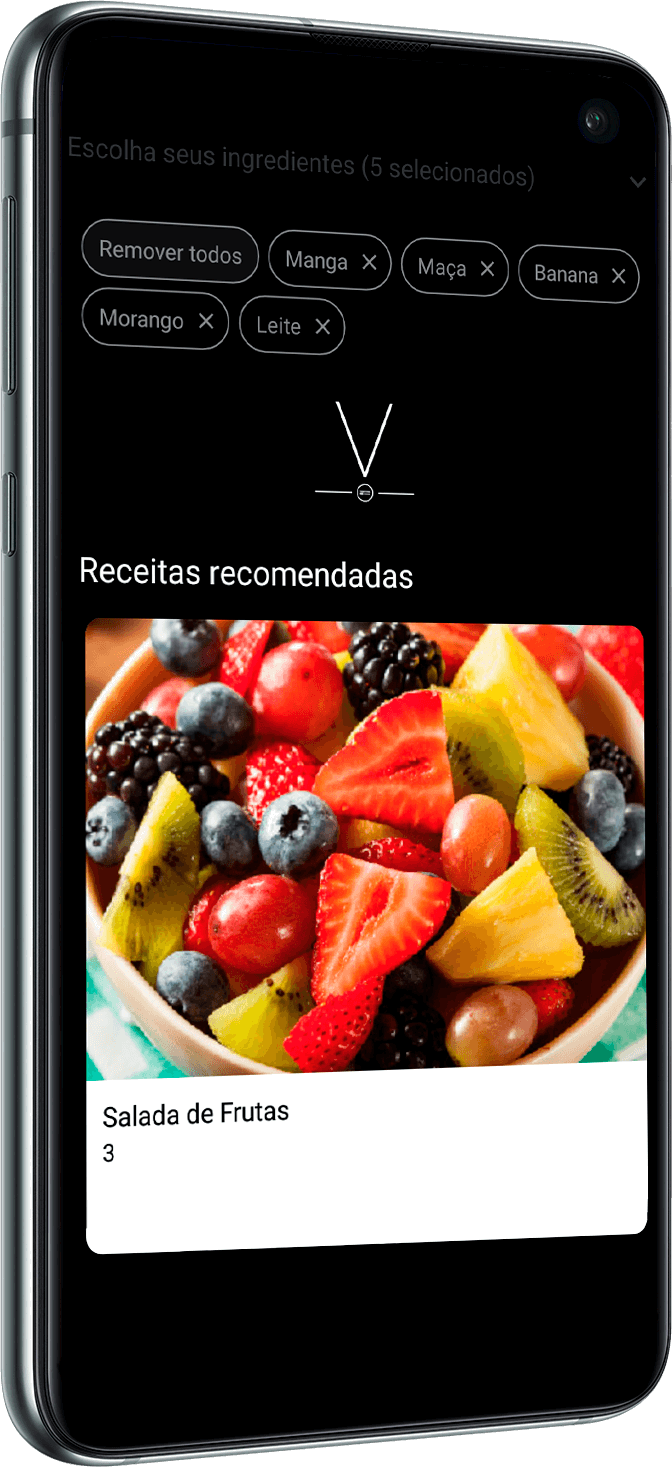 Escolha seus ingredientes (5 selecionados)
Remover todos Manga Maça Banana
Morango Leite
Receitas recomendadas
Salada de Frutas
3